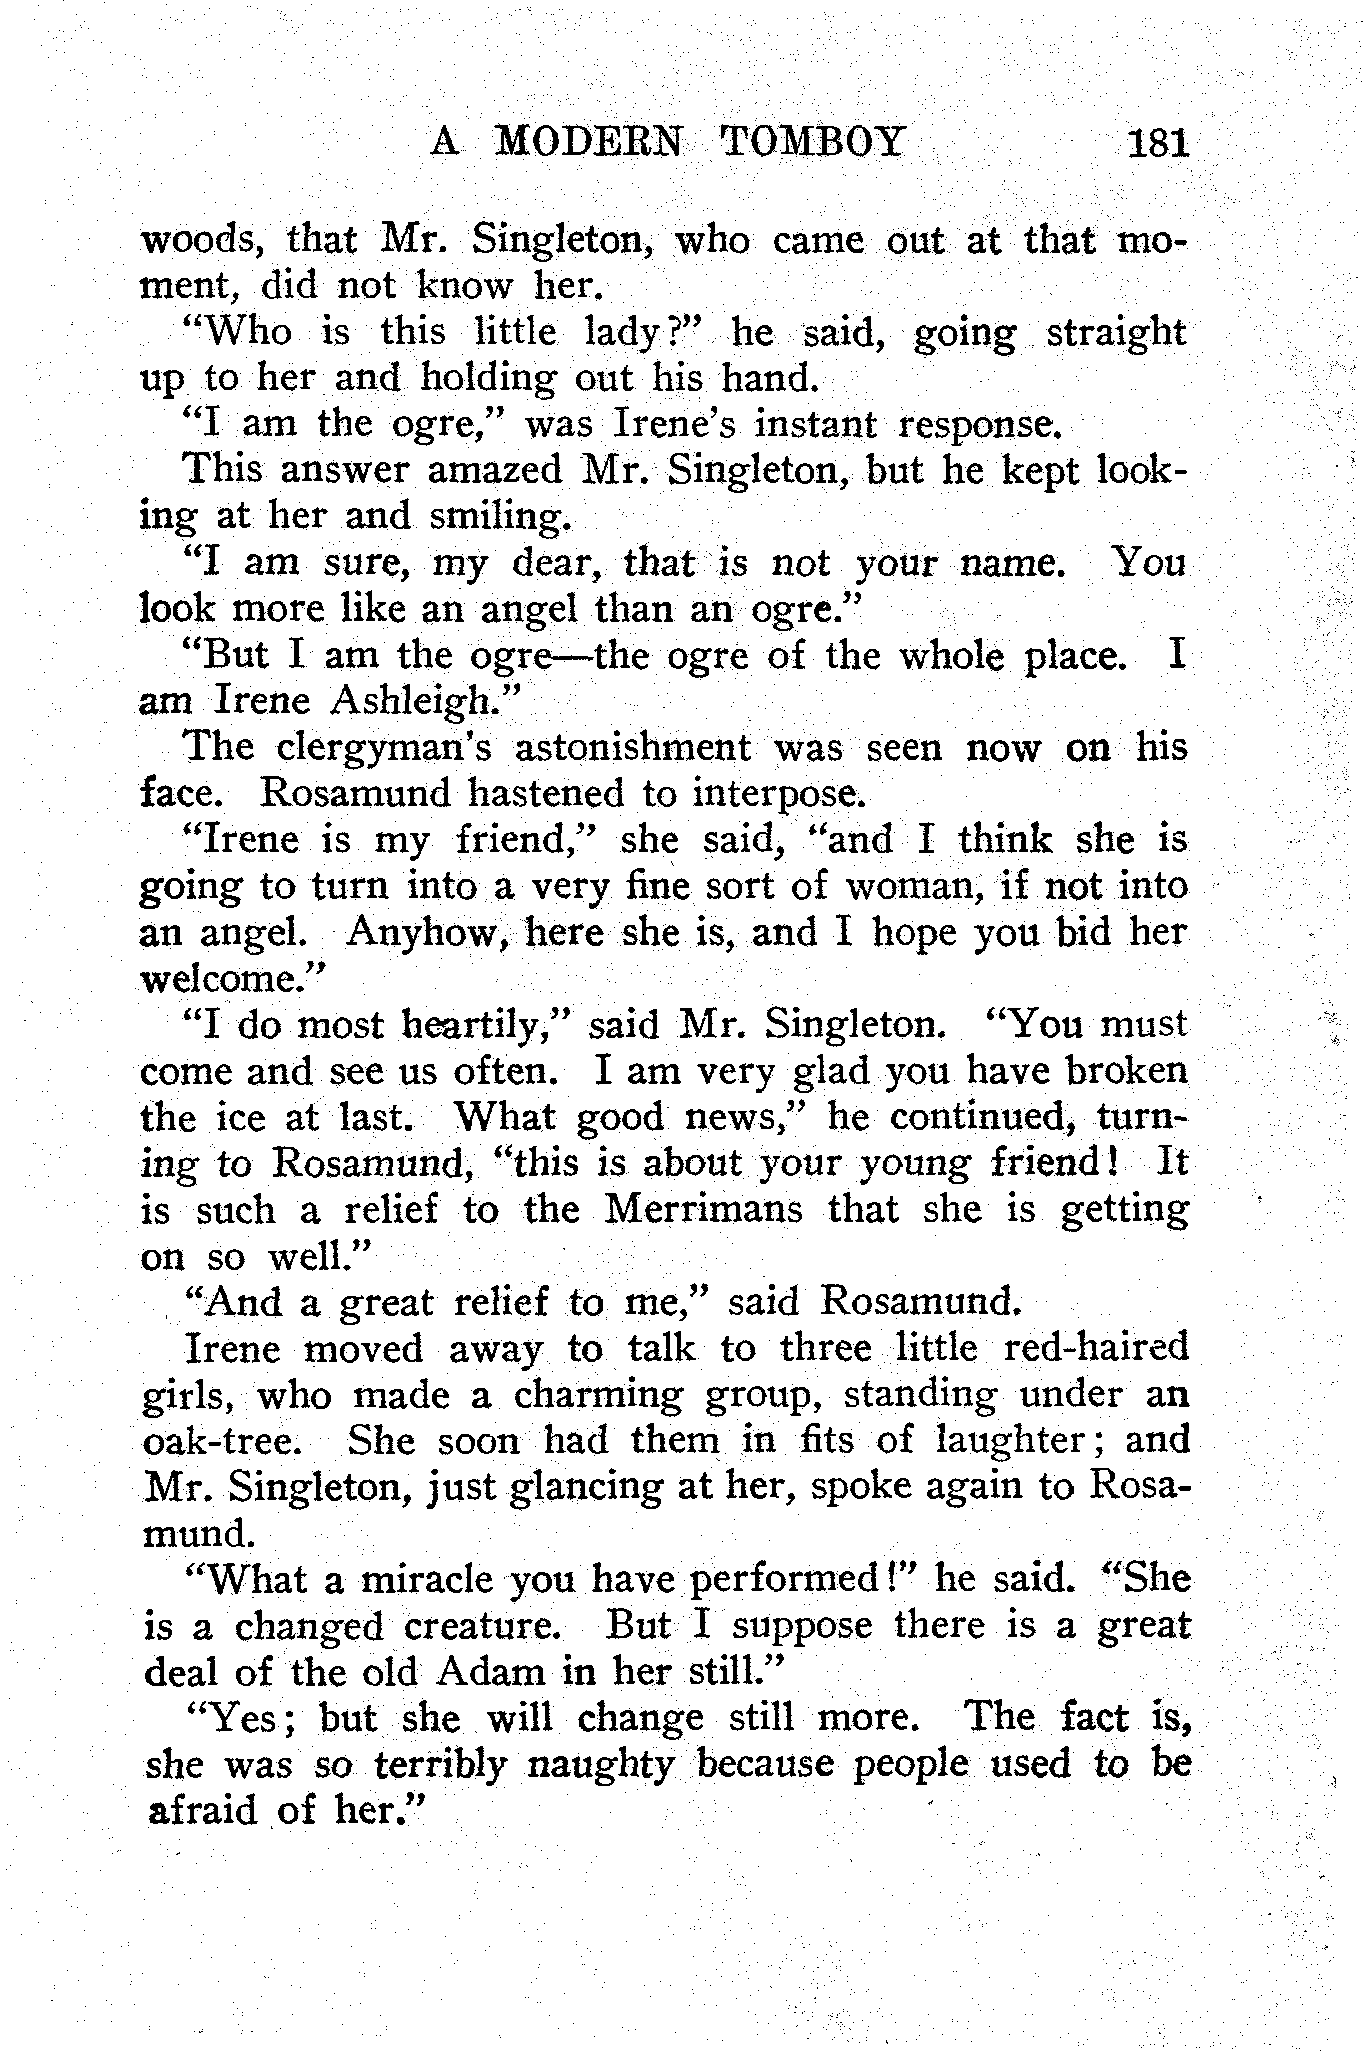 A MODERN TOMBOY 181
woods, that Mr. Singleton, who came out at that mo-
ment, did not know her.
“Who is this little lady?” he said, going straight
up to her and holding out his hand.
“I am the ogre,” was Irene’s instant response.
This answer amazed Mr. Singleton, but he kept look-
ing at her and smiling.
“I am sure, my dear, that is not your name. You
look more like an angel than an ogre.”
“But I am the ogre—the ogre of the whole place. I
am Irene Ashleigh.”
The clergyman's astonishment was seen now on his
face. Rosamund hastened to interpose.
“Irene is my friend,” she said, “and I think she is
going to turn into a very fine sort of woman, if not into
an angel. Anyhow, here she is, and I hope you bid her
welcome.”
“I do most heartily,” said Mr. Singleton. “You must
come and see us often. I am very glad you have broken
the ice at last. What good news,” he continued, turn-
ing to Rosamund, “this is about your young friend! It
is such a relief to the Merrimans that she is getting
on so well.”
“And a great relief to me,” said Rosamund.
Irene moved away to talk to three little red-haired
girls, who made a charming group, standing under an
oak-tree. She soon had them in fits of laughter; and
Mr. Singleton, just glancing at her, spoke again to Rosa-
mund.
“What a miracle you have performed!” he said. “She
is a changed creature. But I suppose there is a great
deal of the old Adam in her still.”
“Yes; but she will change still more. The fact is,
she was so terribly naughty because people used to be
afraid of her.”